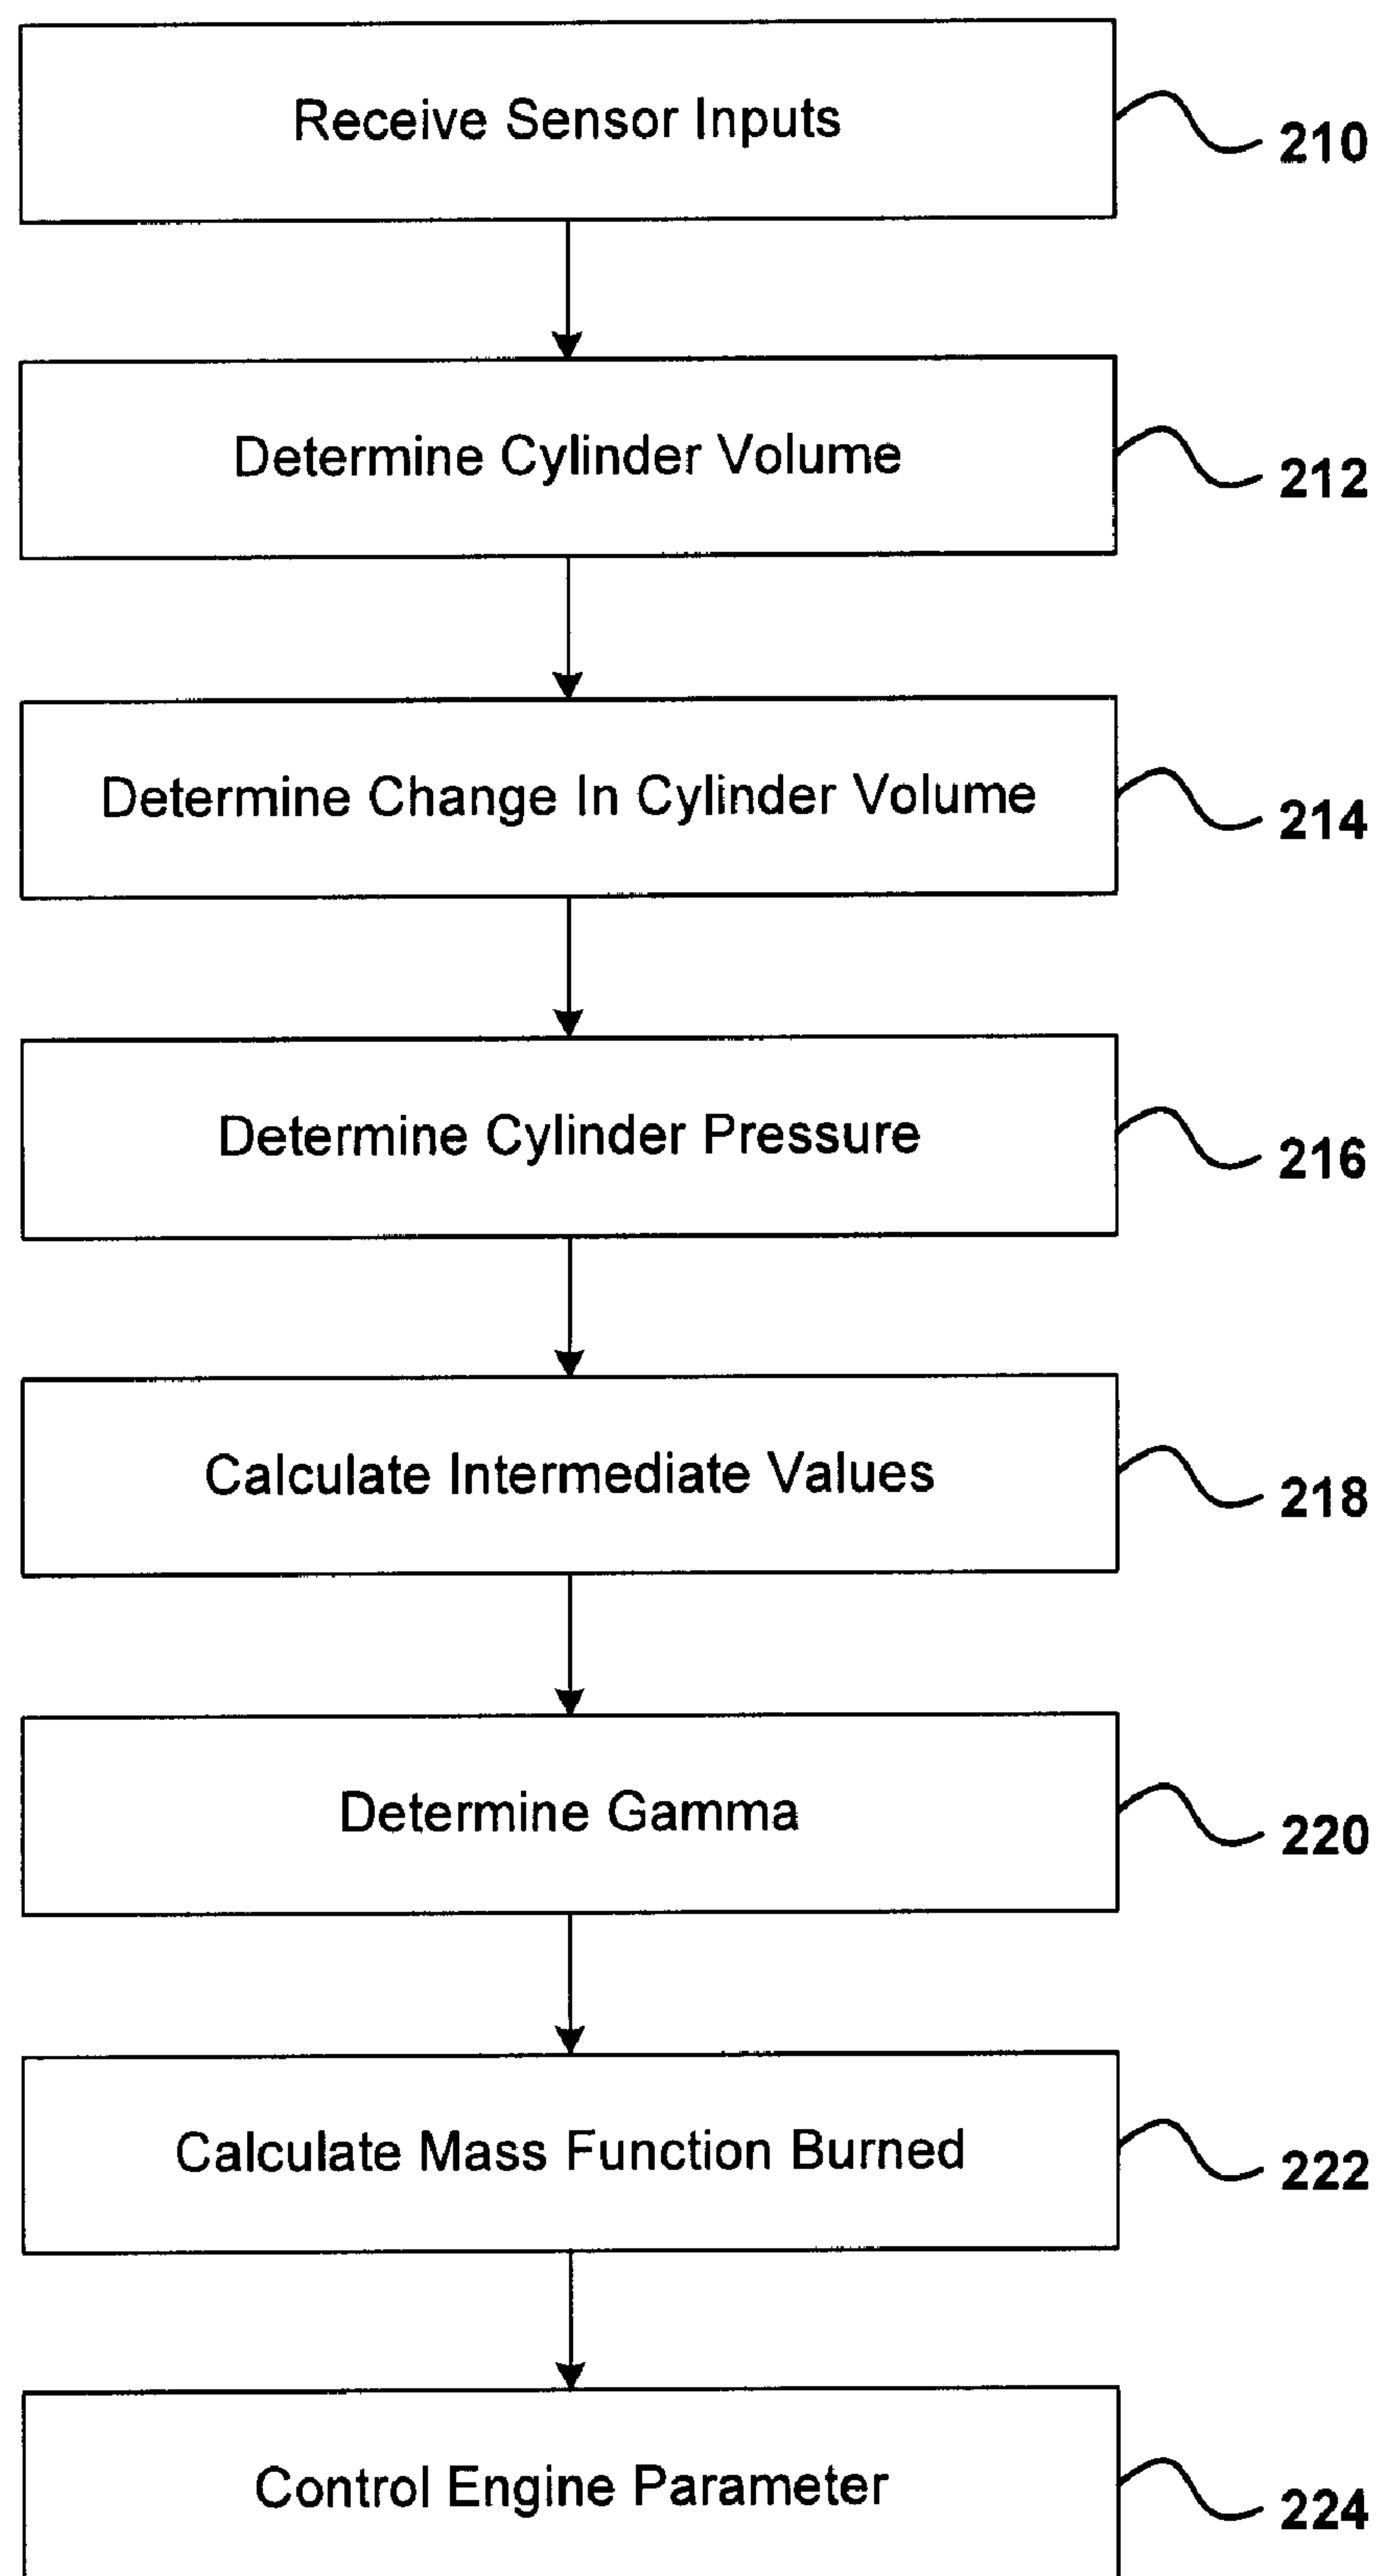 Receive Sensor Inputs
210
Determine Cylinder Volume
212
Determine Change In Cylinder Volume
214
Determine Cylinder Pressure
216
Calculate Intermediate Values
218
Determine Gamma
220
Calculate Mass Function Burned
222
Control Engine Parameter
224